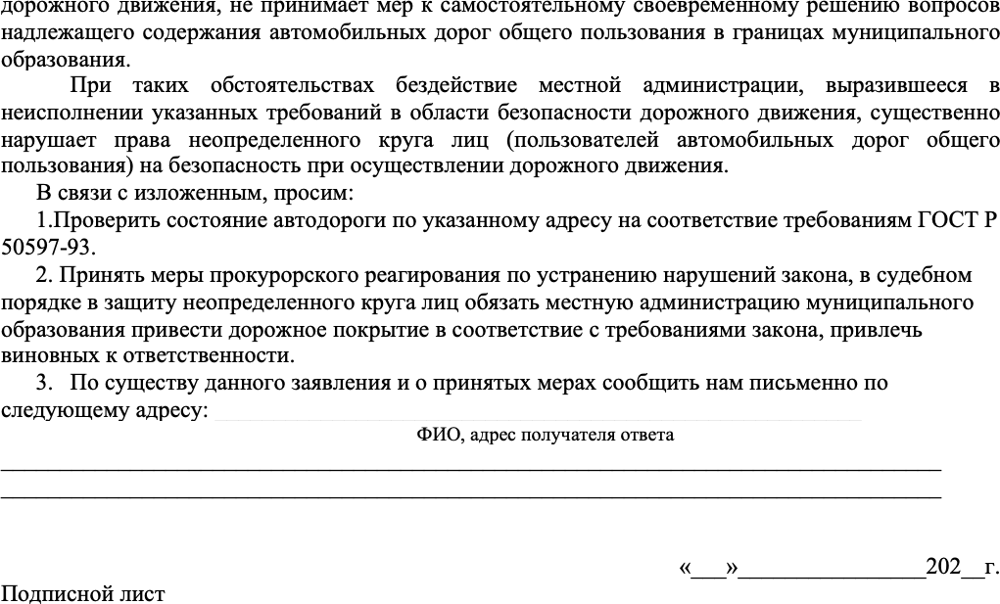 дорожного движения, не принимает мер к самостоятельному своевременному решению вопросов
надлежащего содержания автомобильных дорог общего пользования в границах муниципального
образования.
При таких обстоятельствах бездействие местной администрации, выразившееся в
неисполнении указанных требований в области безопасности дорожного движения, существенно
нарушает права неопределенного круга лиц (пользователей автомобильных дорог общего
пользования) на безопасность при осуществлении дорожного движения.
В связи с изложенным, просим:
1.Проверить состояние автодороги по указанному адресу на соответствие требованиям ГОСТ Р
50597-93.
2. Принять меры прокурорского реагирования по устранению нарушений закона, в судебном
порядке в защиту неопределенного круга лиц обязать местную администрацию муниципального
образования привести дорожное покрытие в соответствие с требованиями закона, привлечь
виновных к ответственности.
3. По существу данного заявления и о принятых мерах сообщить нам письменно по
следующему адресу:
ФИО, адрес получателя ответа
«___»________________202__г.
Подписной лист